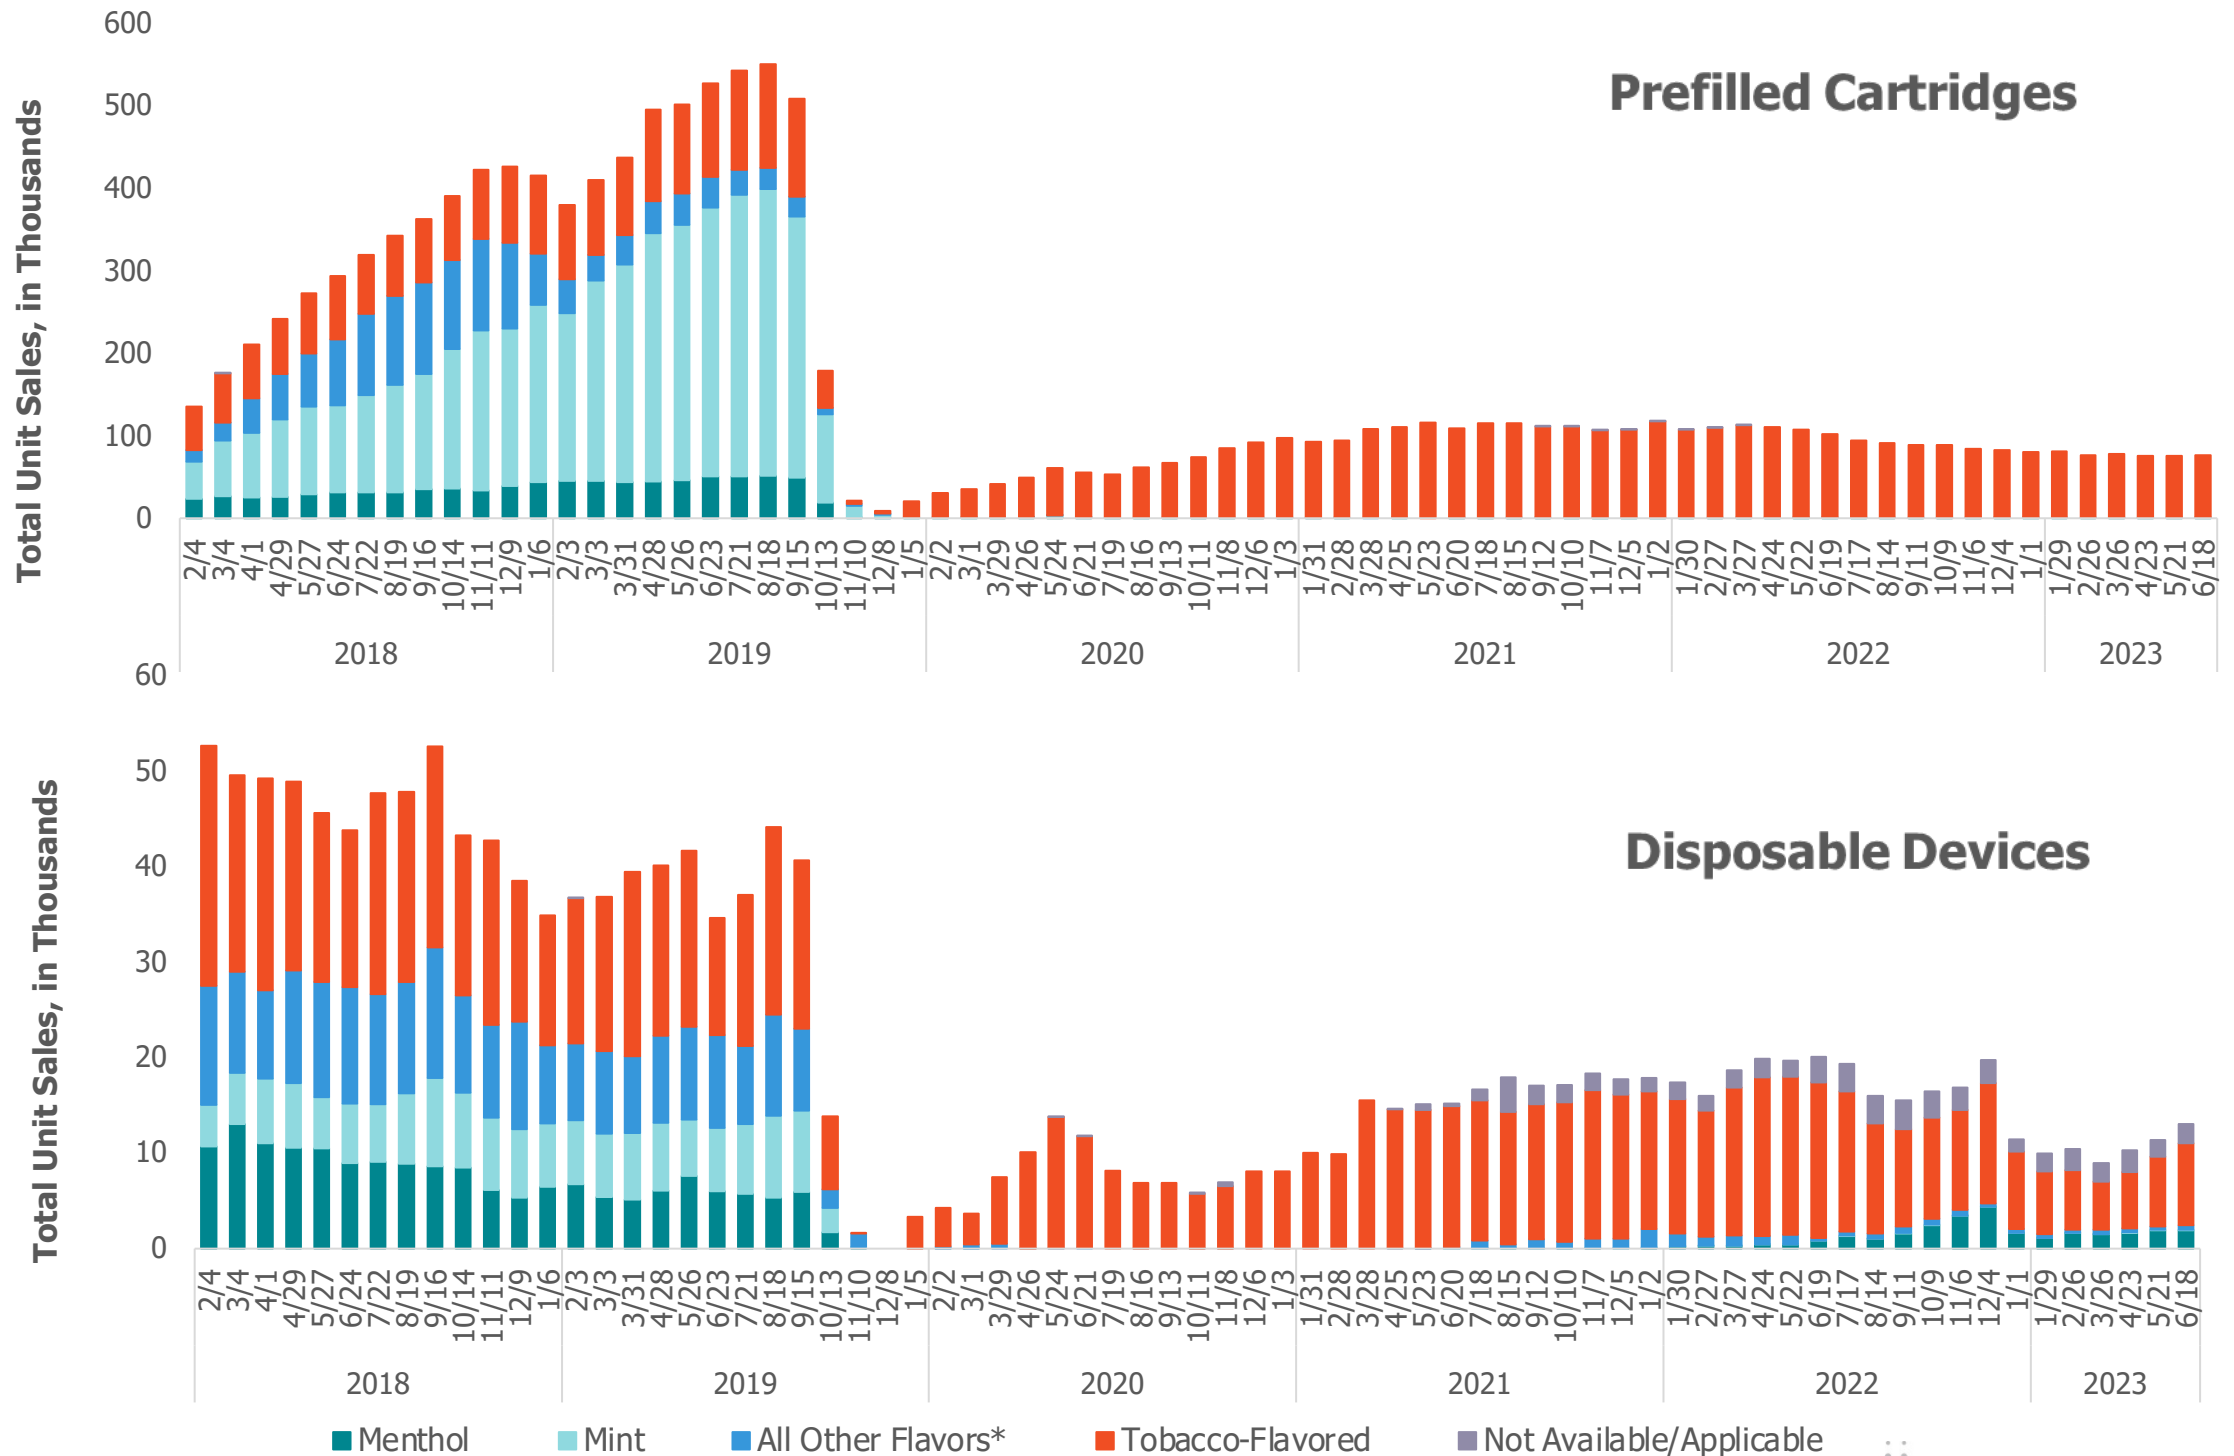 Prefilled Cartridges
Total Unit Sales, in Thousands
600
500
400
300
200
100
0
2/4 3/4 4/1 4/29 5/27 6/24 7/22 8/19 9/16 10/14 11/11 12/9 1/6 2/3 3/3 3/31 4/28 5/26 6/23 7/21 8/18 9/15 10/13 11/10 12/8 1/5 2/2 3/1 3/29 4/26 5/24 6/21 7/19 8/16 9/13 10/11 11/8 12/6 1/3 1/31 2/28 3/28 4/25 5/23 6/20 7/18 8/15 9/12 10/10 11/7 12/5 1/2 1/30 2/27 3/27 4/24 5/22 6/19 7/17 8/14 9/11 10/9 11/6 12/4 1/1 1/29 2/26 3/26 4/23 5/21 6/18
2018 2019 2020 2021 2022 2023
Disposable Devices
Total Unit Sales, in Thousands
60
50
40
30
20
10
0
2/4 3/4 4/1 4/29 5/27 6/24 7/22 8/19 9/16 10/14 11/11 12/9 1/6 2/3 3/3 3/31 4/28 5/26 6/23 7/21 8/18 9/15 10/13 11/10 12/8 1/5 2/2 3/1 3/29 4/26 5/24 6/21 7/19 8/16 9/13 10/11 11/8 12/6 1/3 1/31 2/28 3/28 4/25 5/23 6/20 7/18 8/15 9/12 10/10 11/7 12/5 1/2 1/30 2/27 3/27 4/24 5/22 6/19 7/17 8/14 9/11 10/9 11/6 12/4 1/1 1/29 2/26 3/26 4/23 5/21 6/18
2018 2019 2020 2021 2022 2023
Menthol Mint All Other Flavors* Tobacco-Flavored Not Available/Applicable